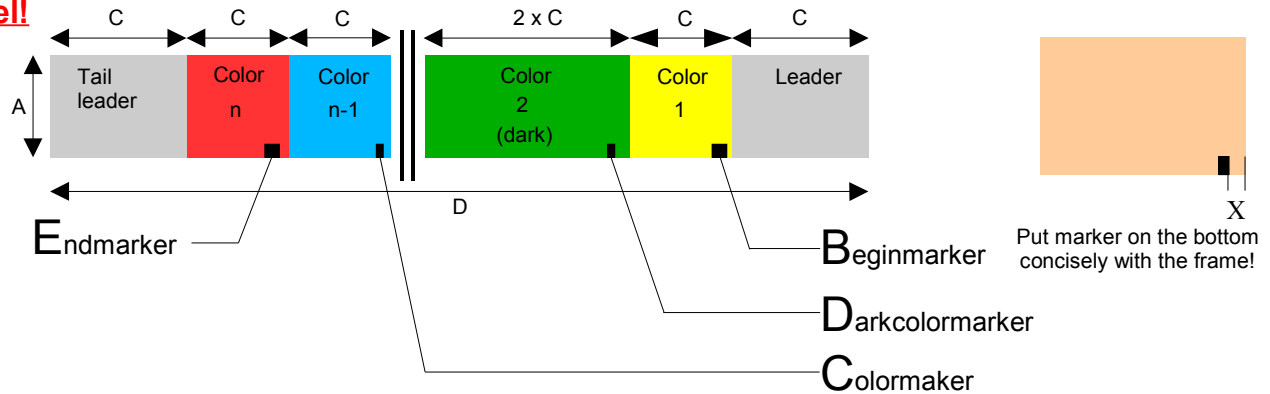 el!
C C C 2 x C C C
A
Tail
leader
Color
n
Color
n-1
Color
2
(dark)
Color
1
Leader
D
X
Endmarker
Beginmarker
Put marker on the bottom
concisely with the frame!
Darkcolormarker
Colormaker